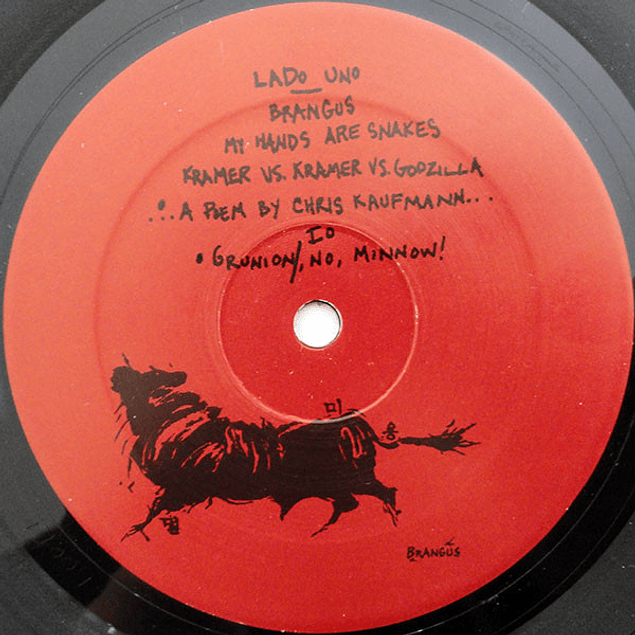 LADO UNO
BRANGUS
MY HANDS ARE SNAKES
KRAMER VS. KRAMER VS. GODZILLA
...A POEM BY CHRIS KAUFMANN...
IO
• GRUNION/, NO, MINNOW!
BRANGUS